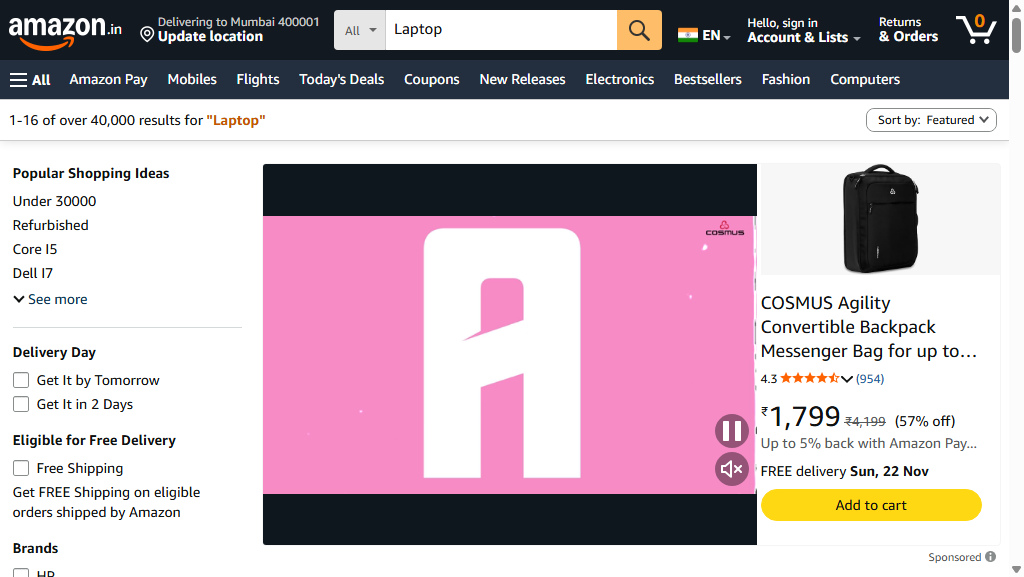 amazon.in
Delivering to Mumbai 400001
Update location
All
Laptop
EN
Hello, sign in
Account & Lists
Returns
& Orders
0
All
Amazon Pay
Mobiles
Flights
Today's Deals
Coupons
New Releases
Electronics
Bestsellers
Fashion
Computers
1-16 of over 40,000 results for "Laptop"
Sort by: Featured
Popular Shopping Ideas
Under 30000
Refurbished
Core I5
Dell I7
See more
Delivery Day
Get It by Tomorrow
Get It in 2 Days
Eligible for Free Delivery
Free Shipping
Get FREE Shipping on eligible
orders shipped by Amazon
Brands
HP
COSMUS
A
COSMUS Agility
Convertible Backpack
Messenger Bag for up to…
4.3 (954)
₹1,799 ₹4,199 (57% off)
Up to 5% back with Amazon Pay…
FREE delivery Sun, 22 Nov
Add to cart
Sponsored